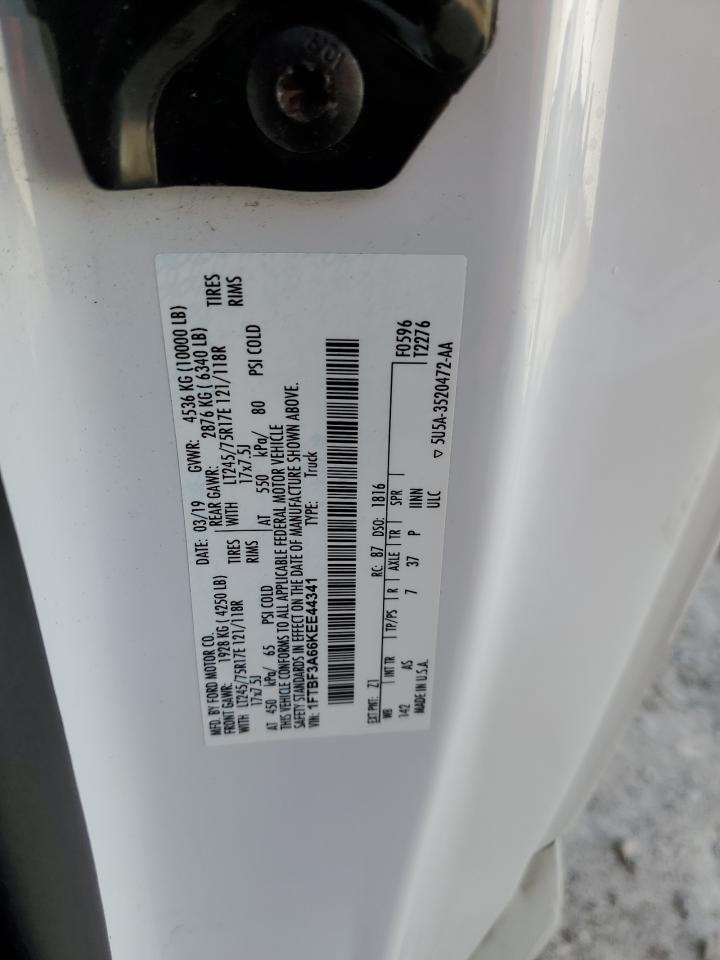 MFD. BY FORD MOTOR CO.
DATE: 03/19 GVWR: 4536 KG (10000 LB)
FRONT GAWR: 1928 KG (4250 LB) REAR GAWR: 2876 KG (6340 LB)
WITH LT245/75R17E 121/118R TIRES WITH LT245/75R17E 121/118R TIRES
17x7.5J RIMS 17x7.5J RIMS
AT 450 kPa/ 65 PSI COLD AT 550 kPa/ 80 PSI COLD
THIS VEHICLE CONFORMS TO ALL APPLICABLE FEDERAL MOTOR VEHICLE
SAFETY STANDARDS IN EFFECT ON THE DATE OF MANUFACTURE SHOWN ABOVE.
VIN: 1FTBF3A66KEE44341 TYPE: Truck
EXT PNT: Z1 RC: 87 DSO: 1816 F0596
WB INT TR TP/PS R AXLE TR SPR T2276
142 AS 7 37 P IINN
MADE IN U.S.A. ULC ▽ 5U5A-3520472-AA